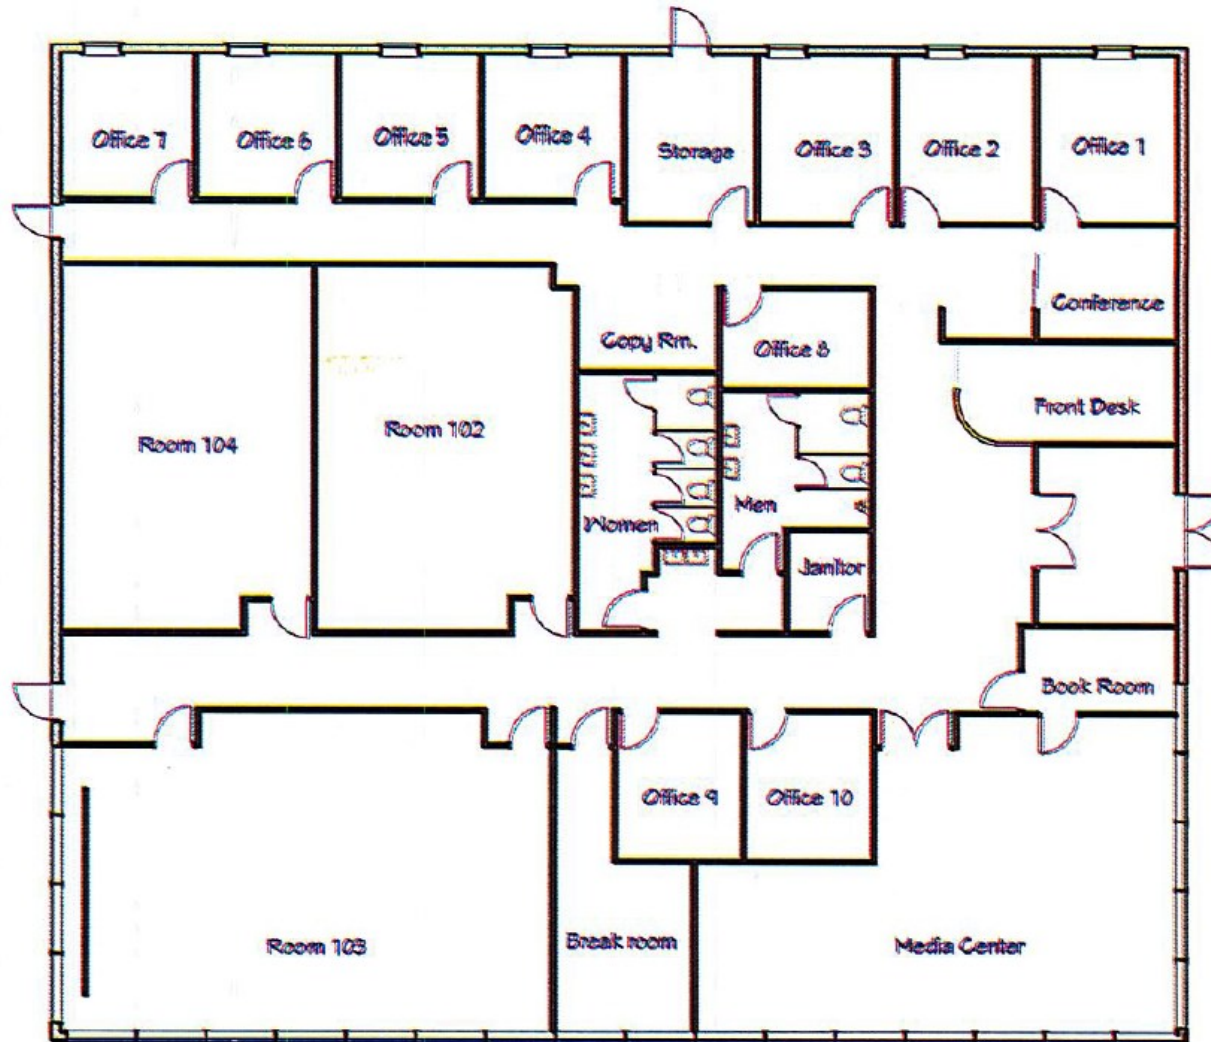 Office 7
Office 6
Office 5
Office 4
Storage
Office 3
Office 2
Office 1
Conference
Copy Rm.
Office 8
Front Desk
Room 104
Room 102
Women
Men
Janitor
Book Room
Office 9
Office 10
Room 103
Break room
Media Center